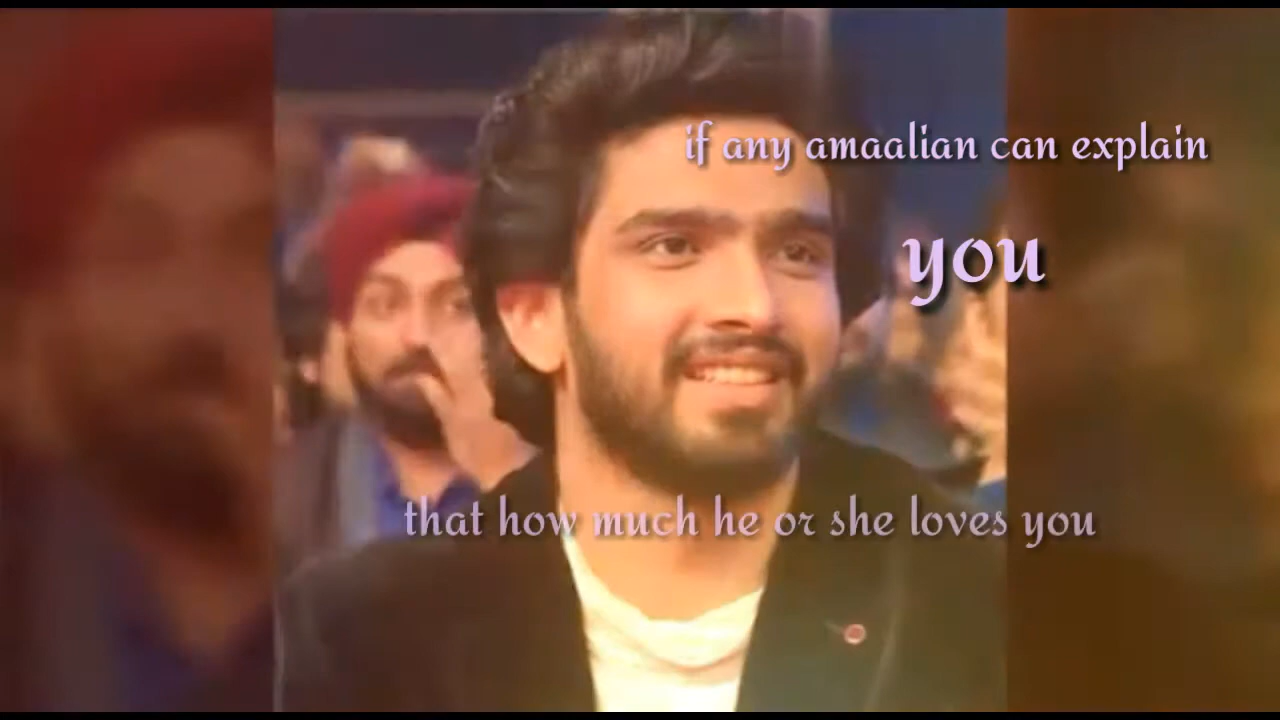 if any amaalian can explain
you
that how much he or she loves you